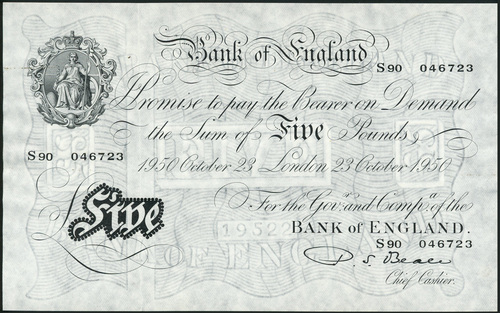 Bank of England
S90 046723
I Promise to pay the Bearer on Demand
the Sum of Five Pounds
S90 046723
1950 October 23, London 23 October 1950
For the Govr. and Compa. of the
£ Five
BANK of ENGLAND.
S90 046723
P. S. Beale
Chief Cashier.